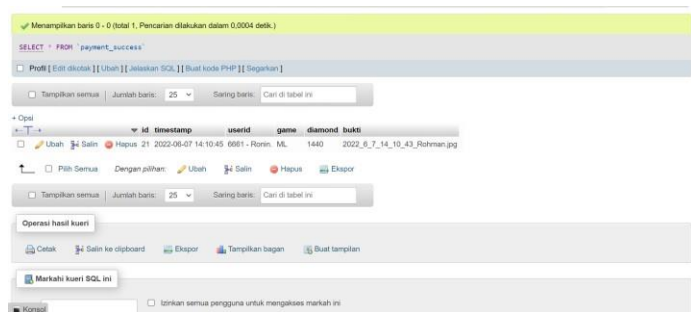 Menampilkan baris 0 - 0 (total 1, Pencarian dilakukan dalam 0,0004 detik.)
SELECT * FROM `payment_success`
Profil [ Edit dikotak ] [ Ubah ] [ Jelaskan SQL ] [ Buat kode PHP ] [ Segarkan ]
Tampilkan semua | Jumlah baris: 25 Saring baris: Cari di tabel ini
+ Opsi
←T→ id timestamp userid game diamond bukti
Ubah Salin Hapus 21 2022-06-07 14:10:45 6661 - Ronin. ML 1440 2022_6_7_14_10_43_Rohman.jpg
Pilih Semua Dengan pilihan: Ubah Salin Hapus Ekspor
Tampilkan semua | Jumlah baris: 25 Saring baris: Cari di tabel ini
Operasi hasil kueri
Cetak Salin ke clipboard Ekspor Tampilkan bagan Buat tampilan
Markahi kueri SQL ini
Izinkan semua pengguna untuk mengakses markah ini
Konsol